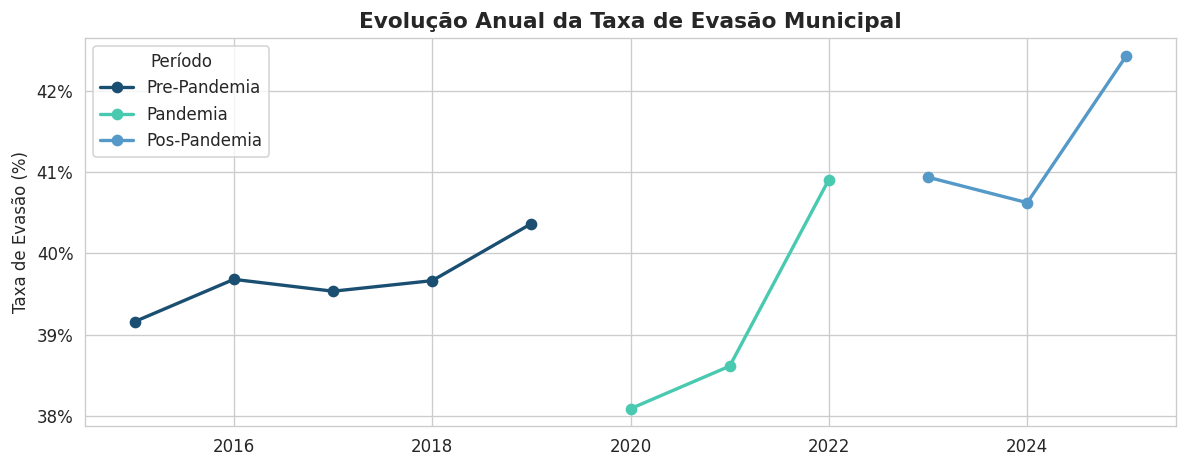 Evolução Anual da Taxa de Evasão Municipal
Período
Pre-Pandemia
Pandemia
Pos-Pandemia
Taxa de Evasão (%)
42%
41%
40%
39%
38%
2016
2018
2020
2022
2024